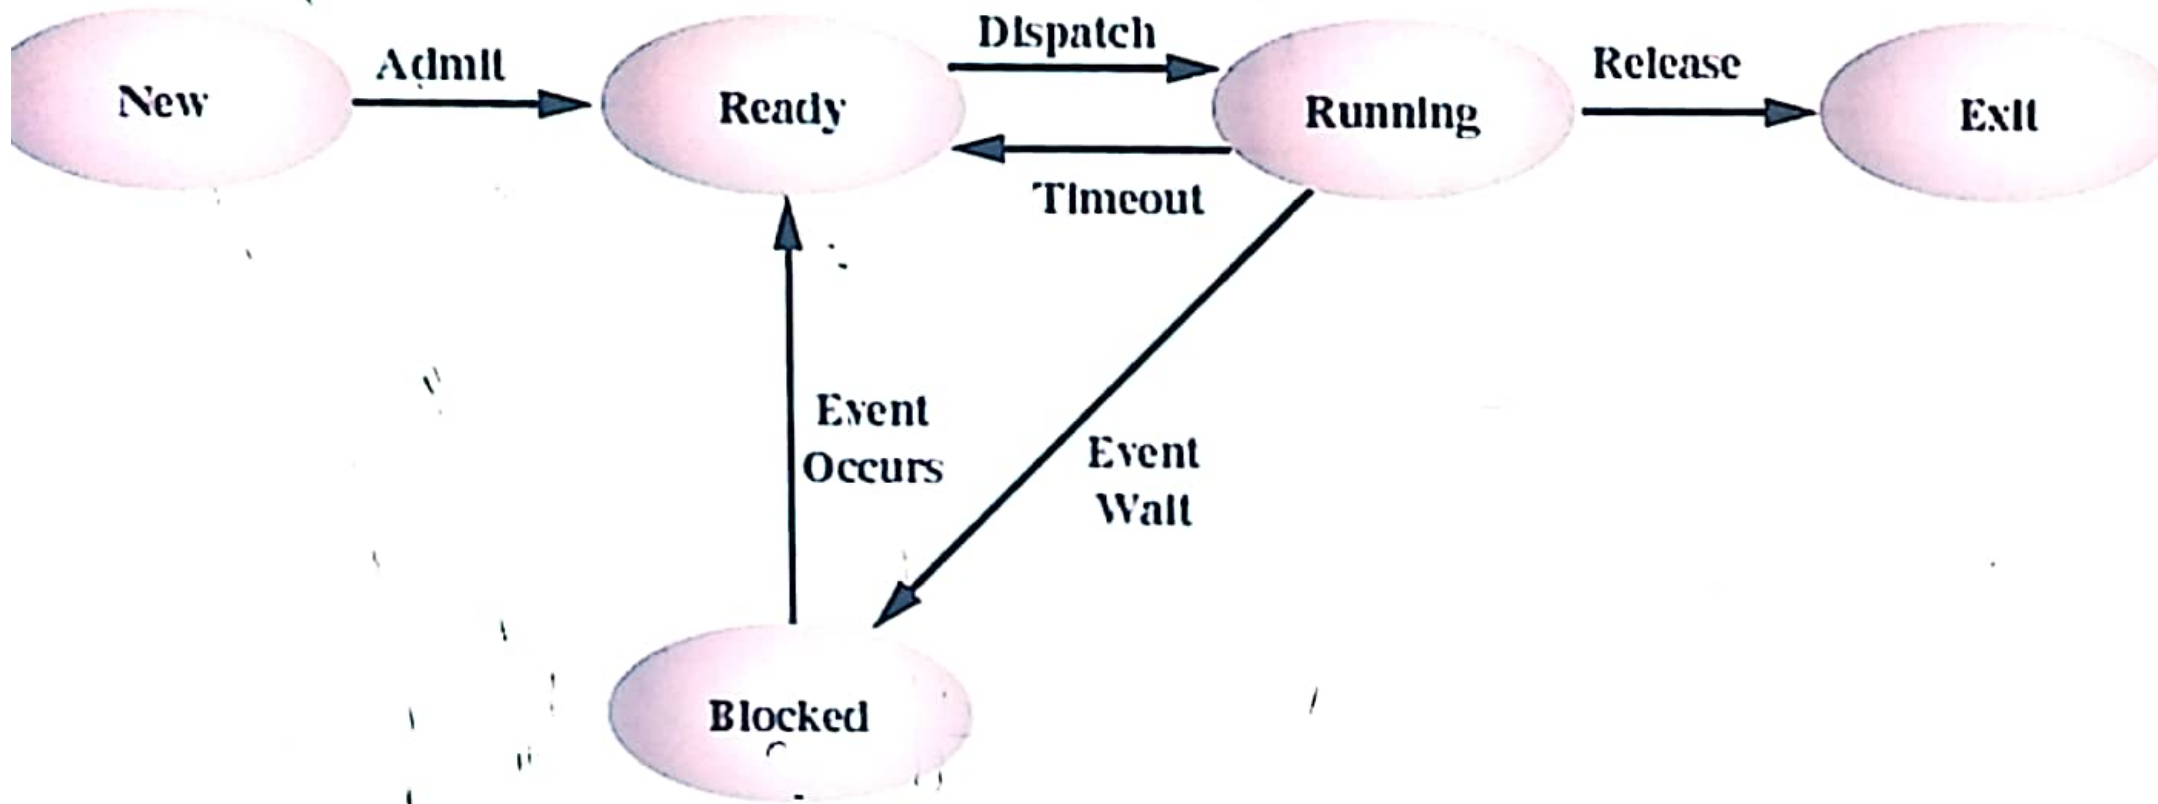 Dispatch
Admit
Release
New
Ready
Running
Exit
Timeout
Event
Occurs
Event
Wait
Blocked